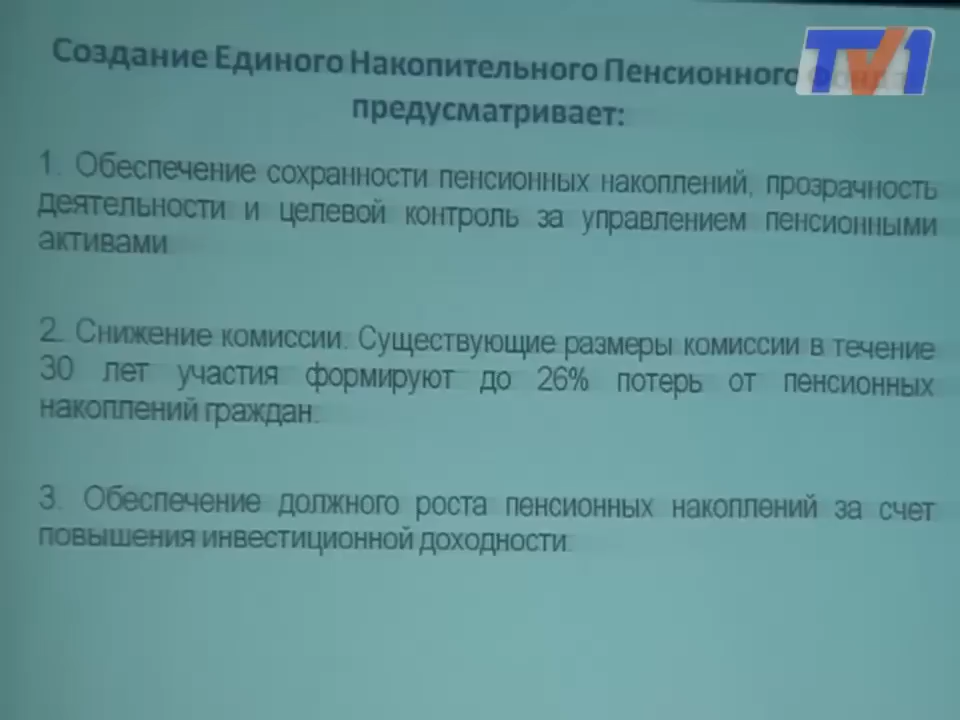 Создание Единого Накопительного Пенсионного
TV1
предусматривает:
1. Обеспечение сохранности пенсионных накоплений, прозрачность
деятельности и целевой контроль за управлением пенсионными
активами.
2. Снижение комиссии. Существующие размеры комиссии в течение
30 лет участия формируют до 26% потерь от пенсионных
накоплений граждан.
3. Обеспечение должного роста пенсионных накоплений за счет
повышения инвестиционной доходности.